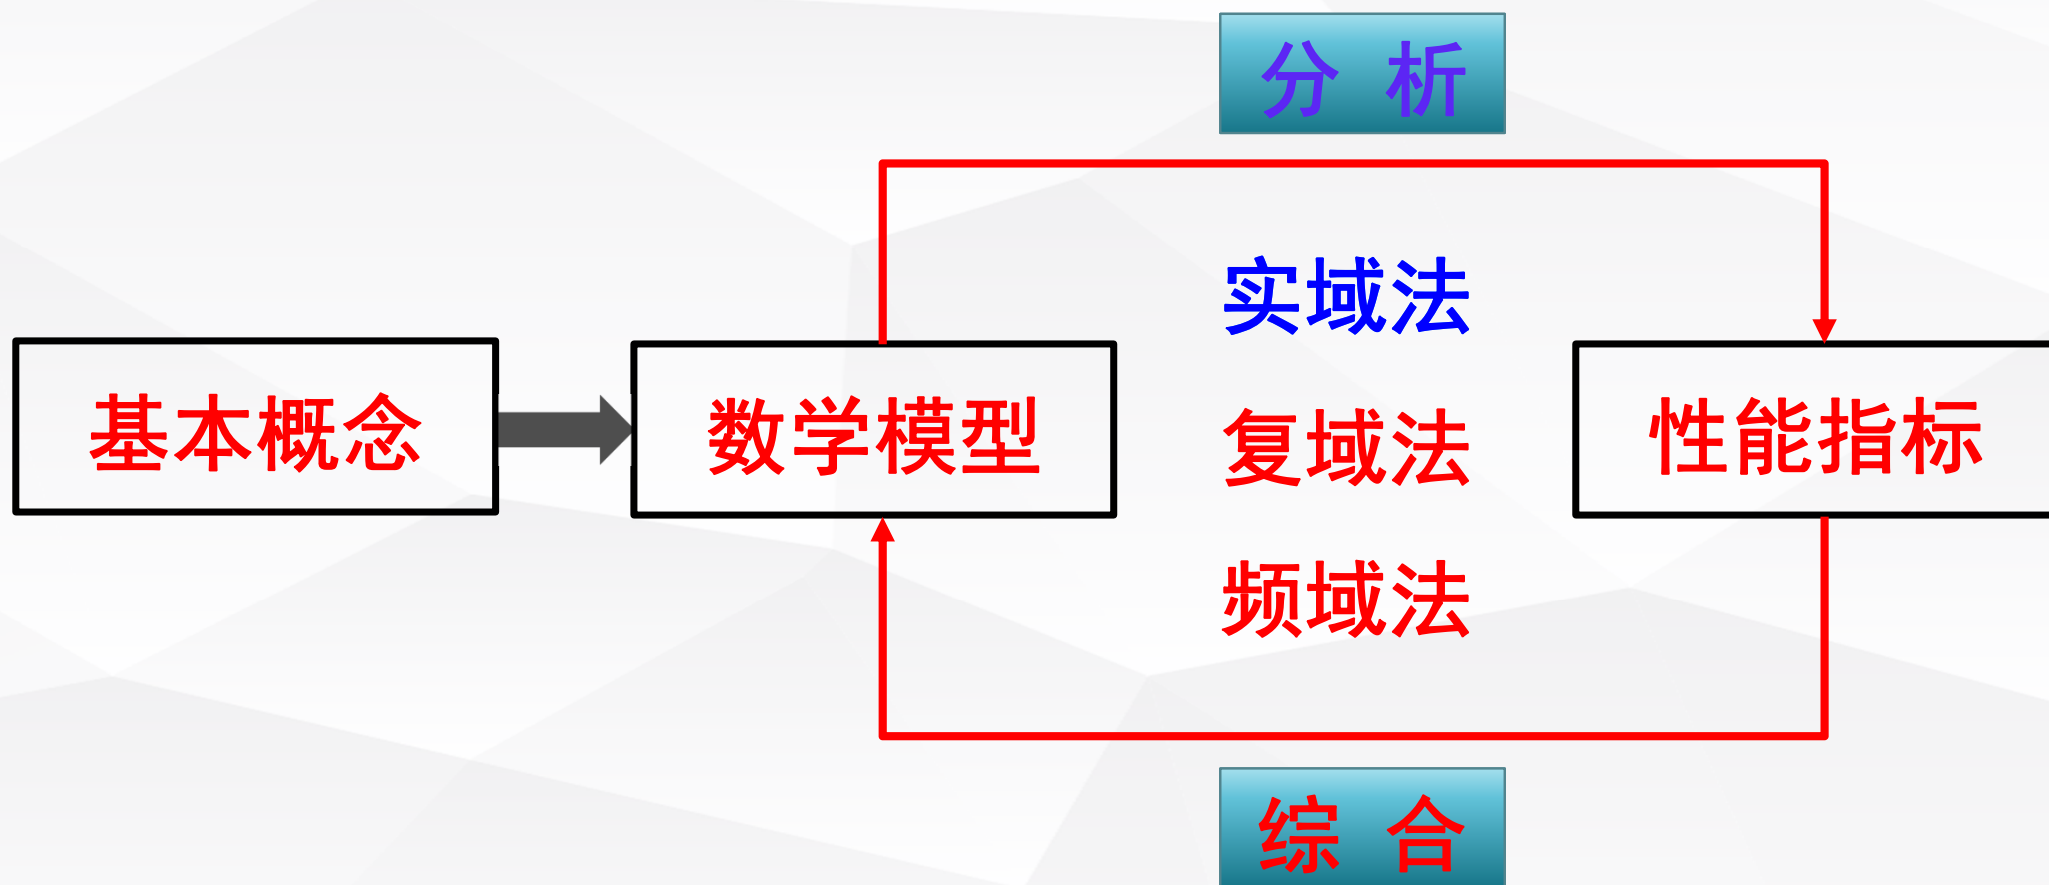 分 析
实域法
基本概念
数学模型
复域法
性能指标
频域法
综 合